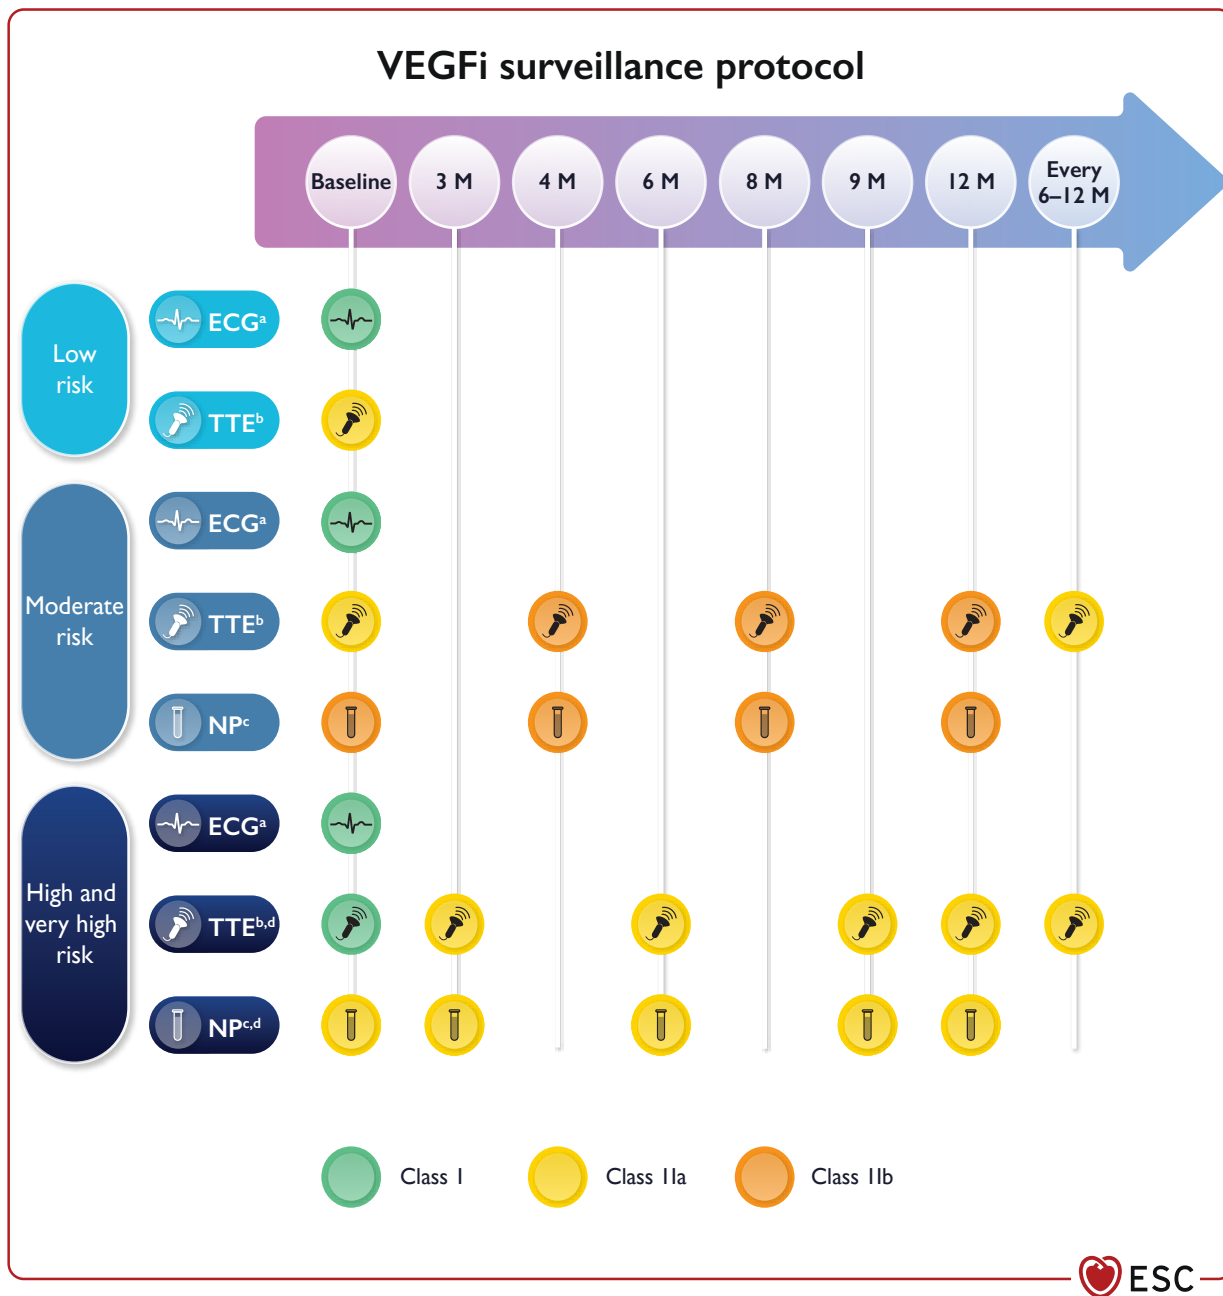 VEGFi surveillance protocol
Baseline
3 M
4 M
6 M
8 M
9 M
12 M
Every
6–12 M
Low
risk
ECGᵃ
TTEᵇ
Moderate
risk
ECGᵃ
TTEᵇ
NPᶜ
High and
very high
risk
ECGᵃ
TTEᵇ,ᵈ
NPᶜ,ᵈ
Class I
Class IIa
Class IIb
ESC